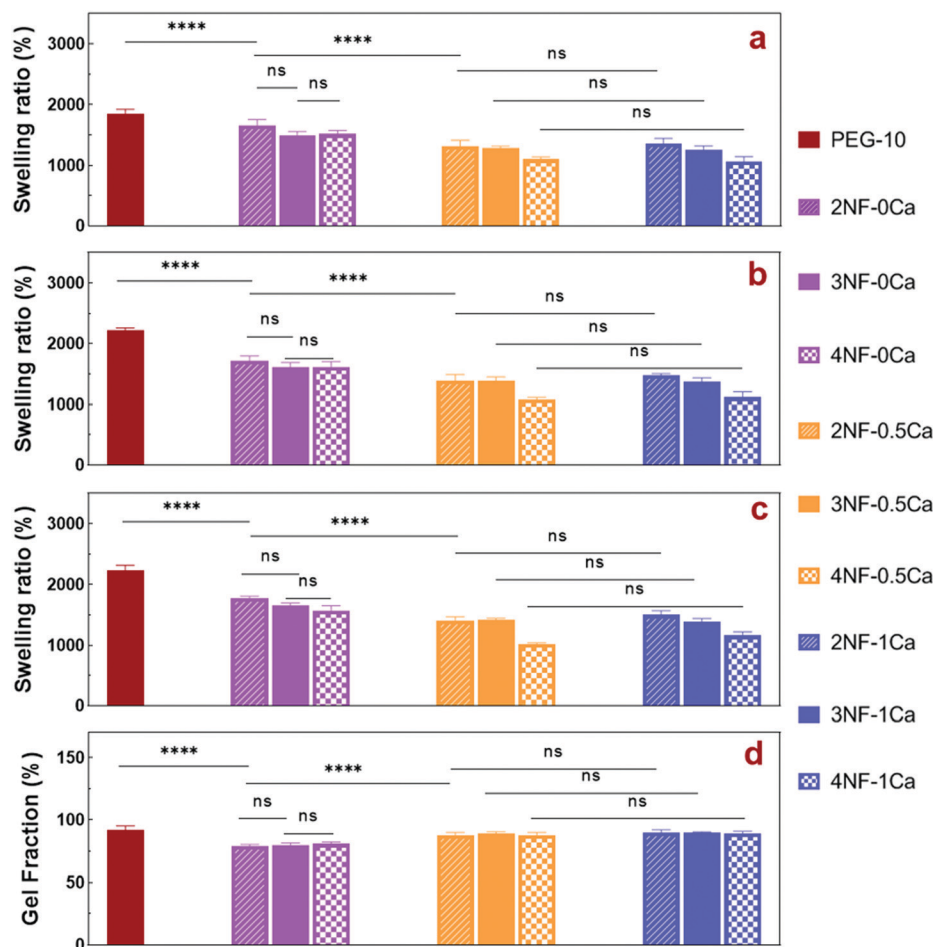 a
Swelling ratio (%)
3000
2000
1000
0
****
****
ns
ns
ns
ns
ns
b
Swelling ratio (%)
3000
2000
1000
0
****
****
ns
ns
ns
ns
ns
c
Swelling ratio (%)
3000
2000
1000
0
****
****
ns
ns
ns
ns
ns
d
Gel Fraction (%)
150
100
50
0
****
****
ns
ns
ns
ns
ns
PEG-10
2NF-0Ca
3NF-0Ca
4NF-0Ca
2NF-0.5Ca
3NF-0.5Ca
4NF-0.5Ca
2NF-1Ca
3NF-1Ca
4NF-1Ca